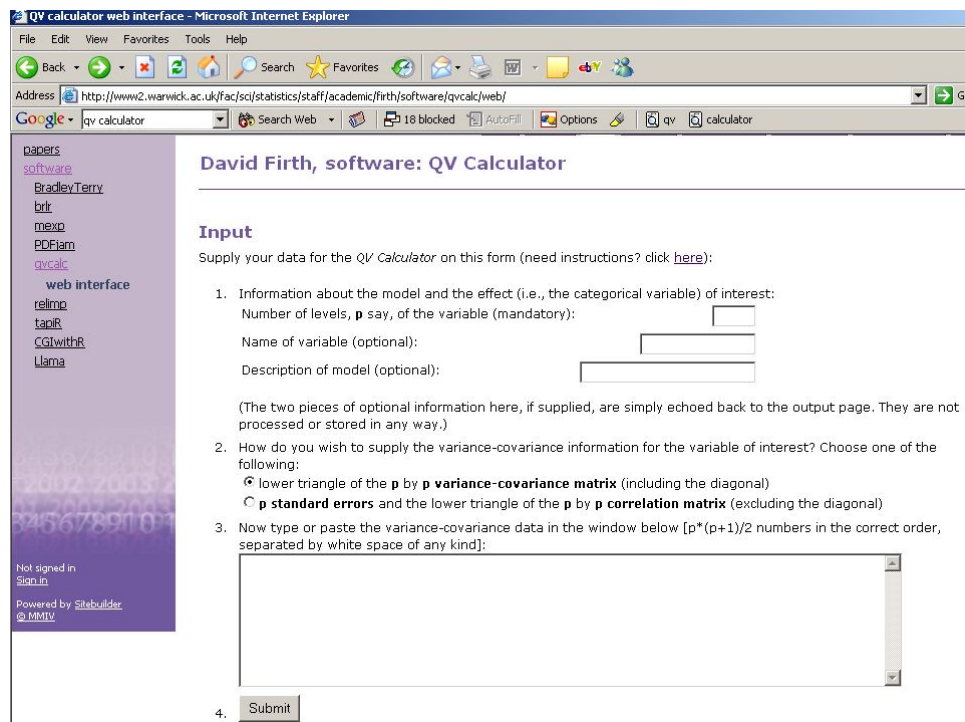 QV calculator web interface - Microsoft Internet Explorer
File Edit View Favorites Tools Help
Back Search Favorites ebY
Address http://www2.warwick.ac.uk/fac/sci/statistics/staff/academic/firth/software/qvcalc/web/ G
Google qv calculator Search Web 18 blocked AutoFill Options qv calculator
papers
software
BradleyTerry
brlr
mexp
PDFjam
qvcalc
web interface
relimp
tapiR
CGIwithR
Llama
Not signed in
Sign in
Powered by Sitebuilder
© MMIV
David Firth, software: QV Calculator
Input
Supply your data for the QV Calculator on this form (need instructions? click here):
1. Information about the model and the effect (i.e., the categorical variable) of interest:
Number of levels, p say, of the variable (mandatory):
Name of variable (optional):
Description of model (optional):
(The two pieces of optional information here, if supplied, are simply echoed back to the output page. They are not
processed or stored in any way.)
2. How do you wish to supply the variance-covariance information for the variable of interest? Choose one of the
following:
lower triangle of the p by p variance-covariance matrix (including the diagonal)
p standard errors and the lower triangle of the p by p correlation matrix (excluding the diagonal)
3. Now type or paste the variance-covariance data in the window below [p*(p+1)/2 numbers in the correct order,
separated by white space of any kind]:
4. Submit